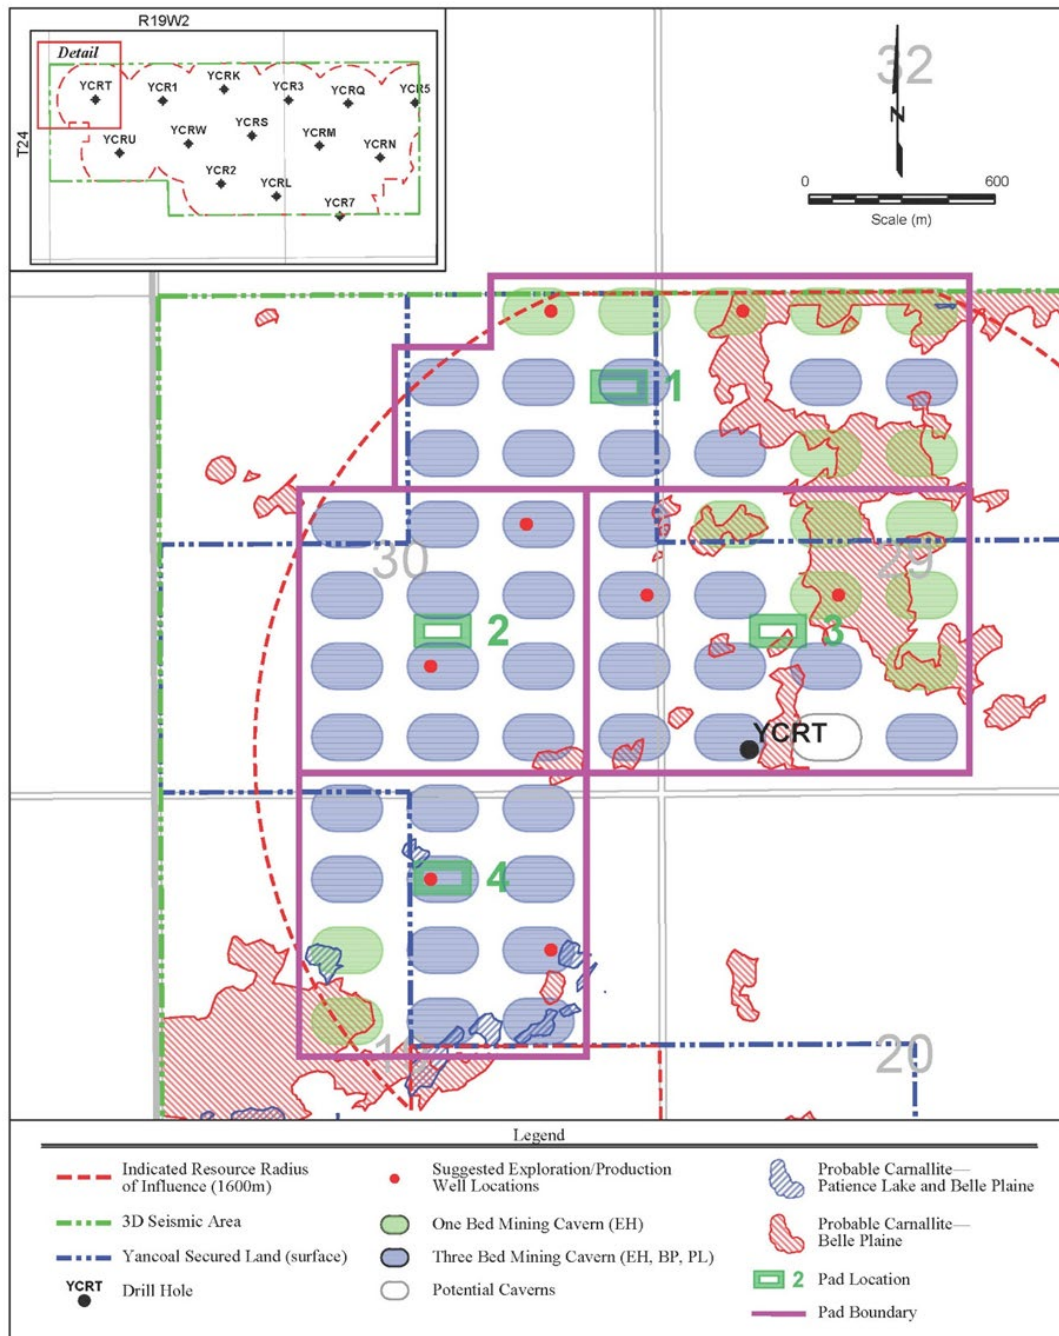 R19W2
Detail
T24
YCRT
YCR1
YCRK
YCR3
YCRQ
YCR5
YCRU
YCRW
YCRS
YCRM
YCRN
YCR2
YCRL
YCR7
32
N
0 600
Scale (m)
1
30
29
2
3
YCRT
4
19
20
Legend
Indicated Resource Radius
of Influence (1600m)
3D Seismic Area
Yancoal Secured Land (surface)
YCRT Drill Hole
Suggested Exploration/Production
Well Locations
One Bed Mining Cavern (EH)
Three Bed Mining Cavern (EH, BP, PL)
Potential Caverns
Probable Carnallite—
Patience Lake and Belle Plaine
Probable Carnallite—
Belle Plaine
2 Pad Location
Pad Boundary